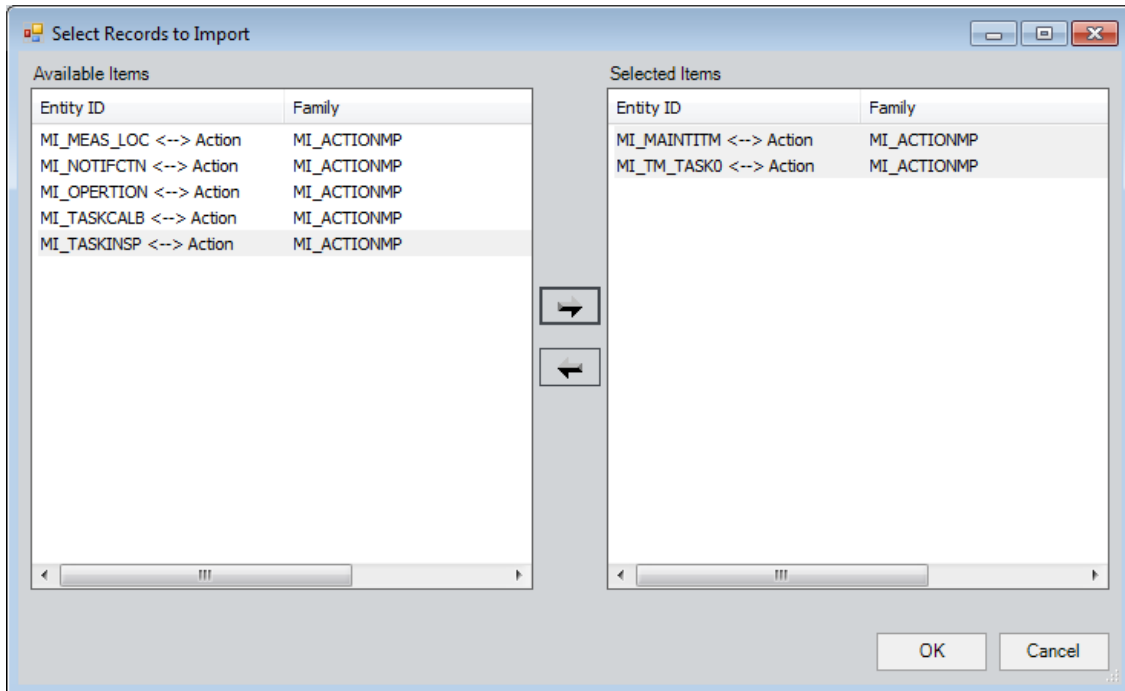 Select Records to Import
Available Items
Entity ID Family
MI_MEAS_LOC <--> Action MI_ACTIONMP
MI_NOTIFCTN <--> Action MI_ACTIONMP
MI_OPERTION <--> Action MI_ACTIONMP
MI_TASKCALB <--> Action MI_ACTIONMP
MI_TASKINSP <--> Action MI_ACTIONMP
Selected Items
Entity ID Family
MI_MAINTITM <--> Action MI_ACTIONMP
MI_TM_TASK0 <--> Action MI_ACTIONMP
OK Cancel